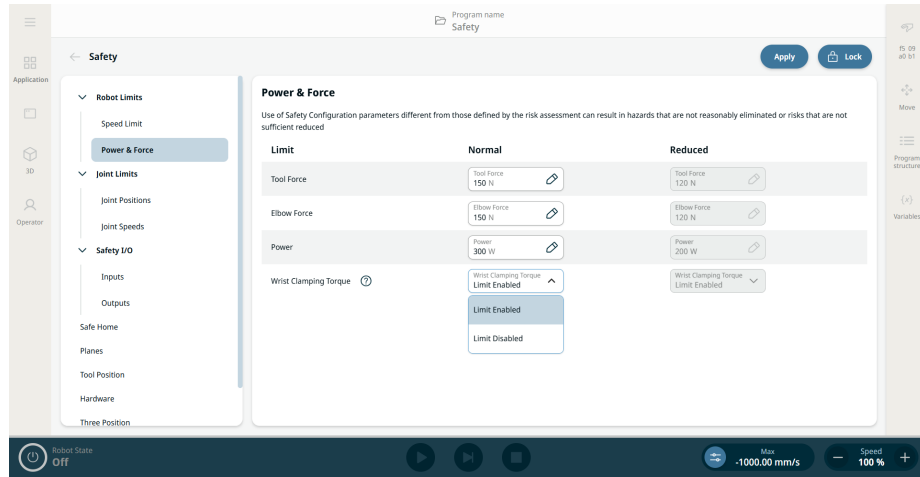 Program name
Safety
Safety
Apply
Lock
f5 09
a0 b1
Application
3D
Operator
Move
Program
structure
{x}
Variables
Robot Limits
Speed Limit
Power & Force
Joint Limits
Joint Positions
Joint Speeds
Safety I/O
Inputs
Outputs
Safe Home
Planes
Tool Position
Hardware
Three Position
Power & Force
Use of Safety Configuration parameters different from those defined by the risk assessment can result in hazards that are not reasonably eliminated or risks that are not
sufficient reduced
Limit Normal Reduced
Tool Force
Tool Force
150 N
Tool Force
120 N
Elbow Force
Elbow Force
150 N
Elbow Force
120 N
Power
Power
300 W
Power
200 W
Wrist Clamping Torque ?
Wrist Clamping Torque
Limit Enabled
Wrist Clamping Torque
Limit Enabled
Limit Enabled
Limit Disabled
Robot State
Off
Max
-1000.00 mm/s
Speed
100 %